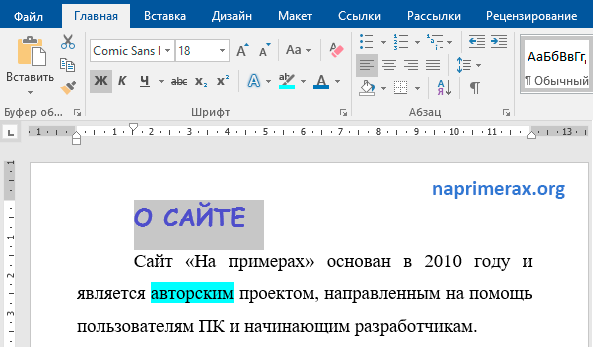 Файл Главная Вставка Дизайн Макет Ссылки Рассылки Рецензирование
Comic Sans 18 Aa
Вставить Ж К Ч abc x₂ x² A A А Я
АаБбВвГг,
¶ Обычный
Буфер об... Шрифт Абзац
L 1 1 2 3 4 5 6 7 8 9 10 11 13
naprimerax.org
О САЙТЕ
Сайт «На примерах» основан в 2010 году и
является авторским проектом, направленным на помощь
пользователям ПК и начинающим разработчикам.